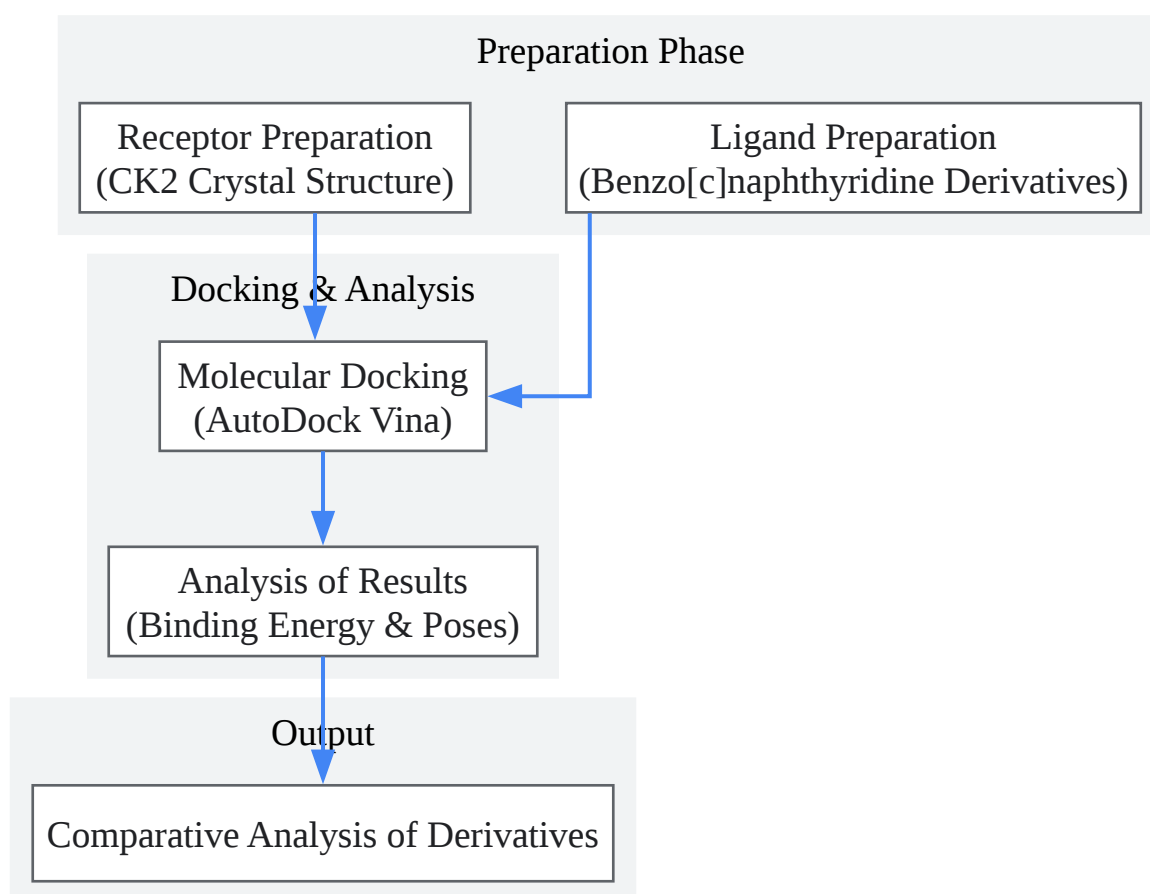 Preparation Phase
Receptor Preparation
(CK2 Crystal Structure)
Ligand Preparation
(Benzo[c]naphthyridine Derivatives)
Docking & Analysis
Molecular Docking
(AutoDock Vina)
Analysis of Results
(Binding Energy & Poses)
Output
Comparative Analysis of Derivatives